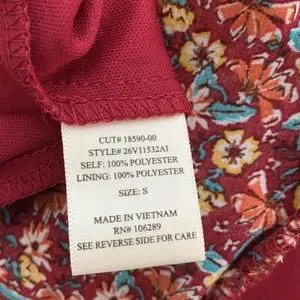 CUT# 18590-00
STYLE# 26V11532A1
SELF: 100% POLYESTER
LINING: 100% POLYESTER
SIZE: S
MADE IN VIETNAM
RN# 106289
SEE REVERSE SIDE FOR CARE